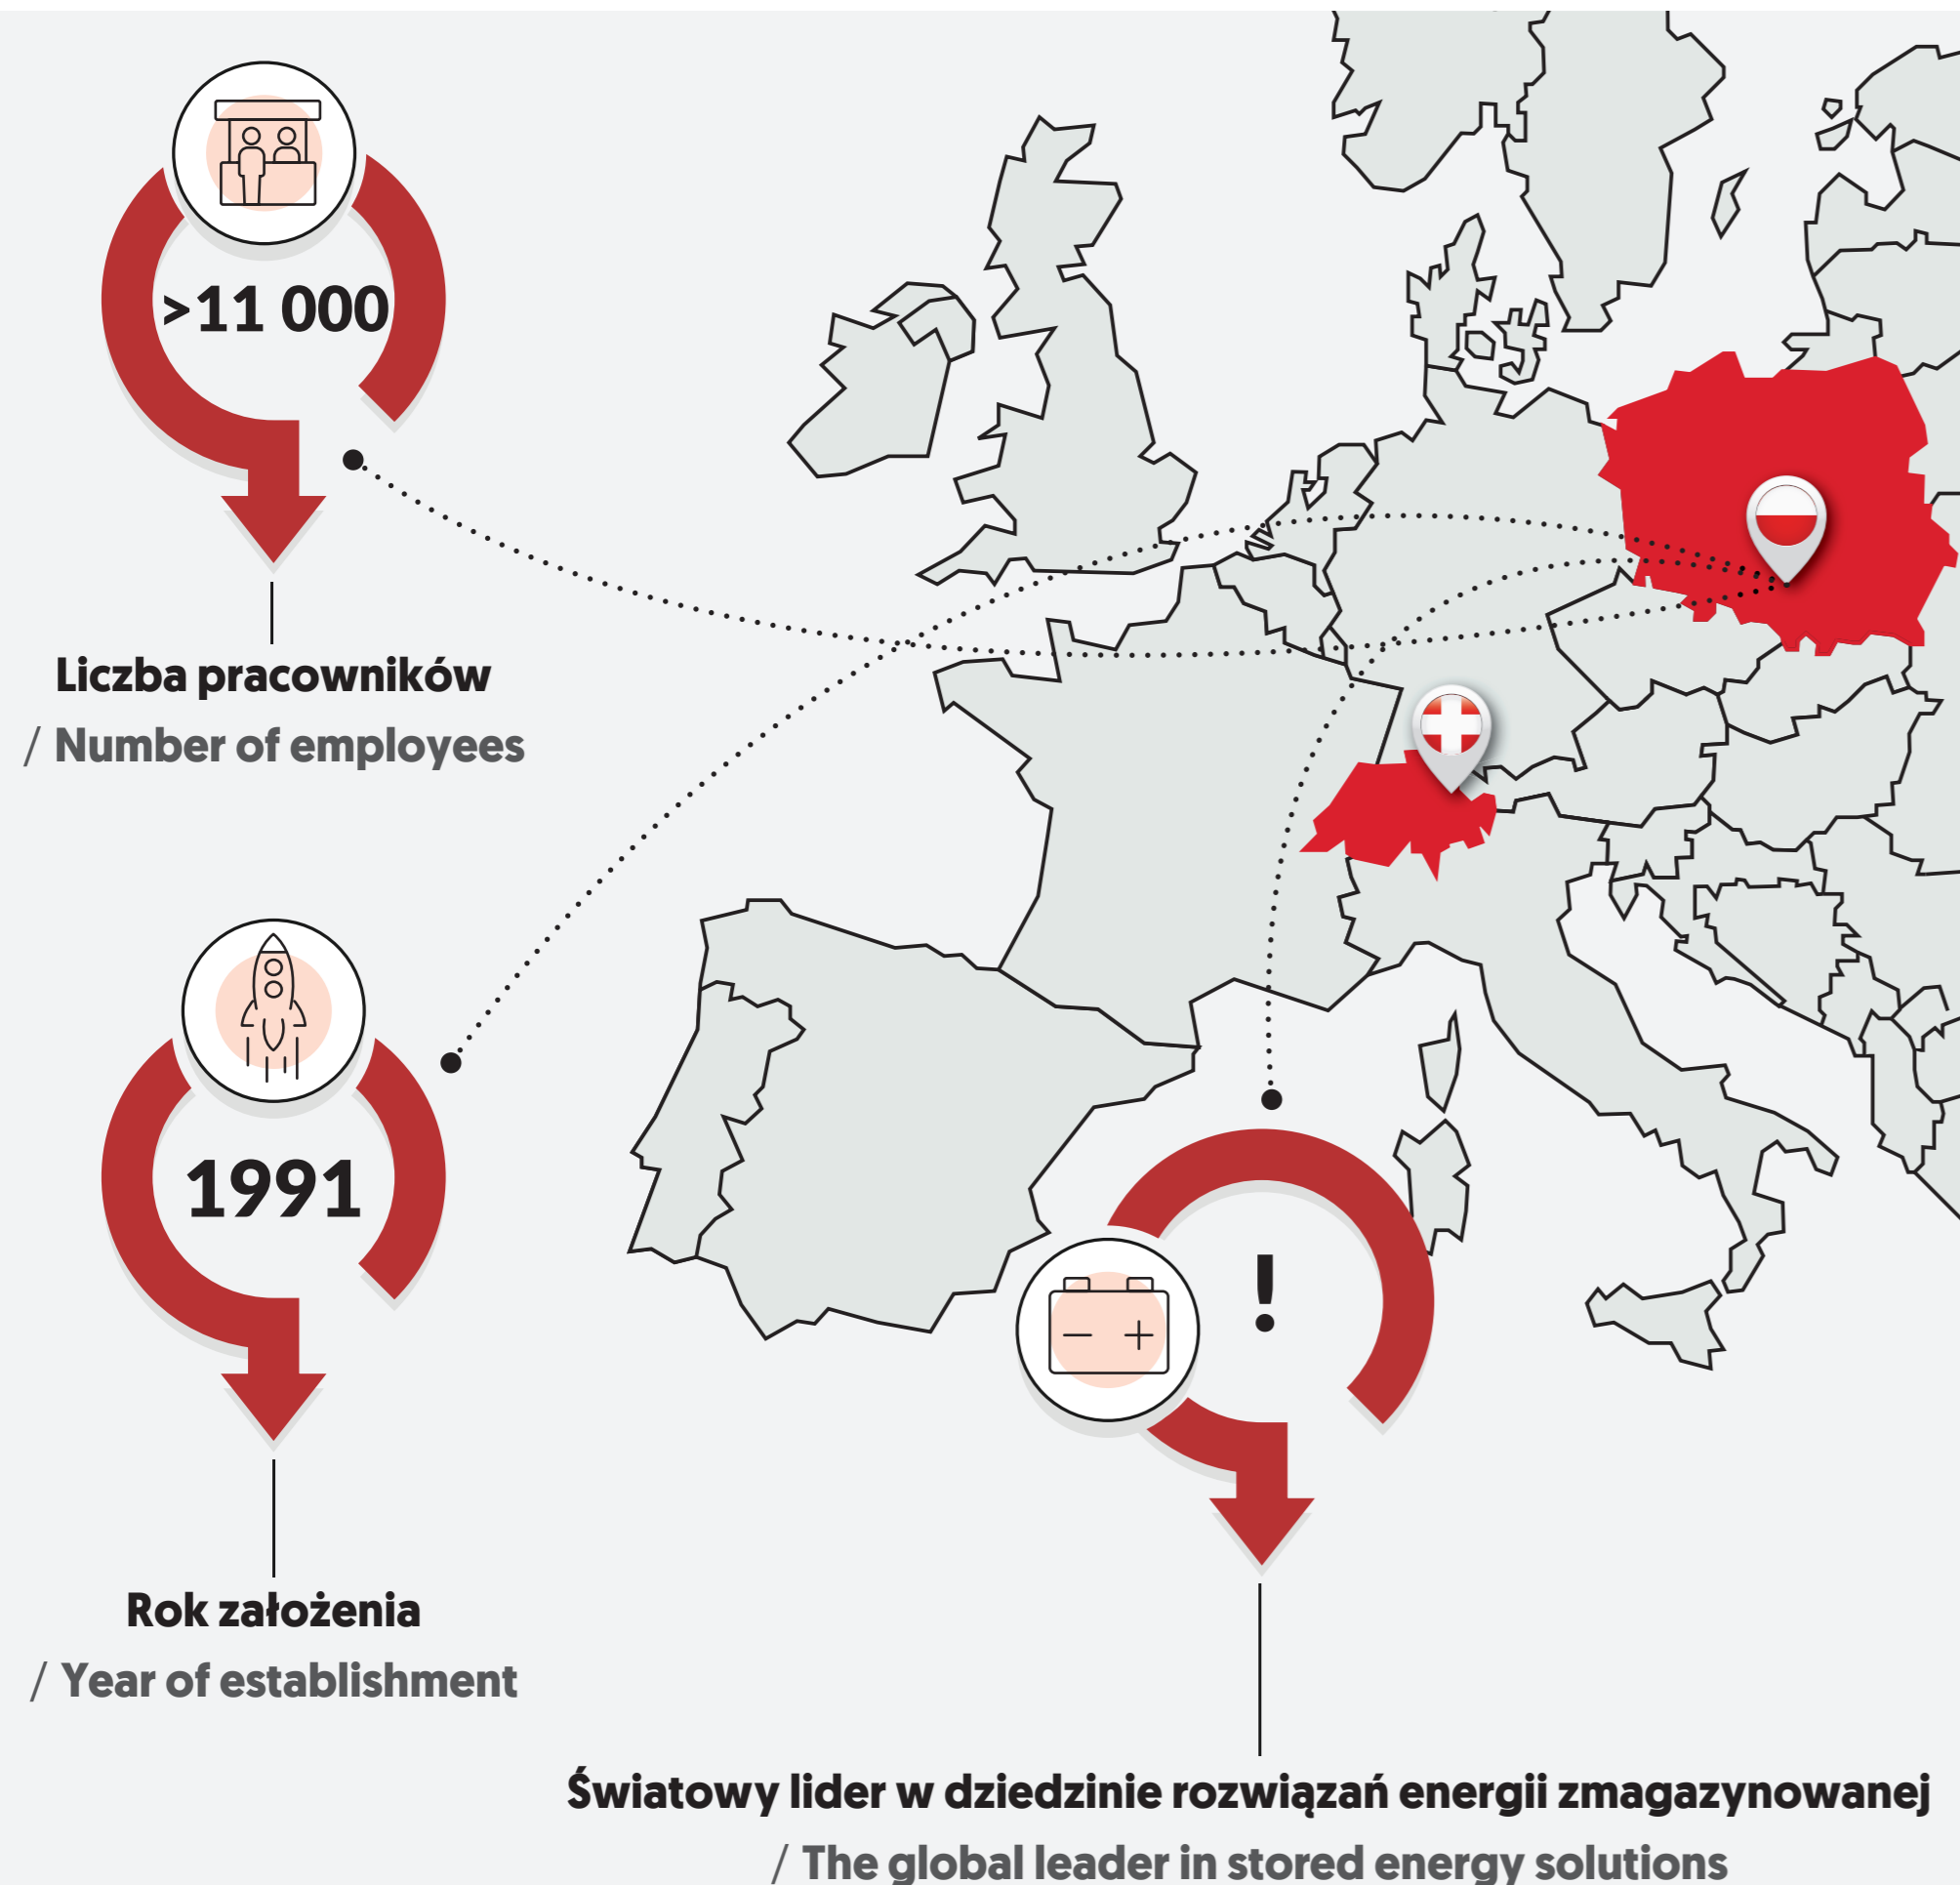 >11 000
Liczba pracowników
/ Number of employees
1991
Rok założenia
/ Year of establishment
!
− +
Światowy lider w dziedzinie rozwiązań energii zmagazynowanej
/ The global leader in stored energy solutions